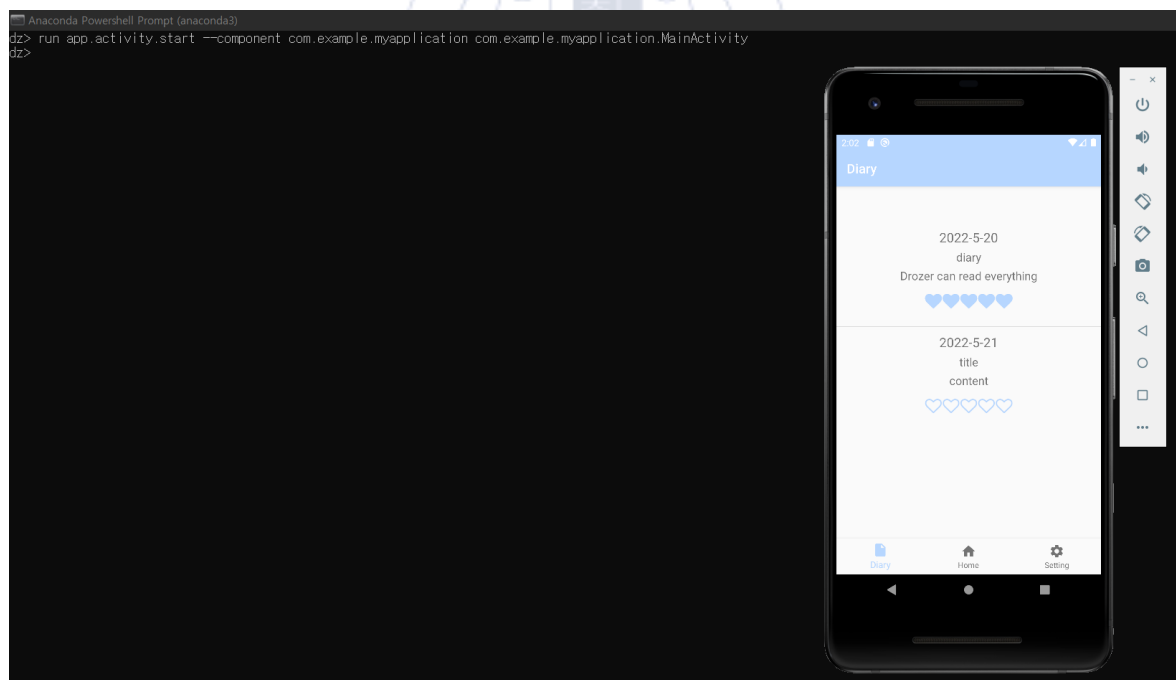 Anaconda Powershell Prompt (anaconda3)
dz> run app.activity.start --component com.example.myapplication com.example.myapplication.MainActivity
dz>
2:02
Diary
2022-5-20
diary
Drozer can read everything
2022-5-21
title
content
Diary
Home
Setting